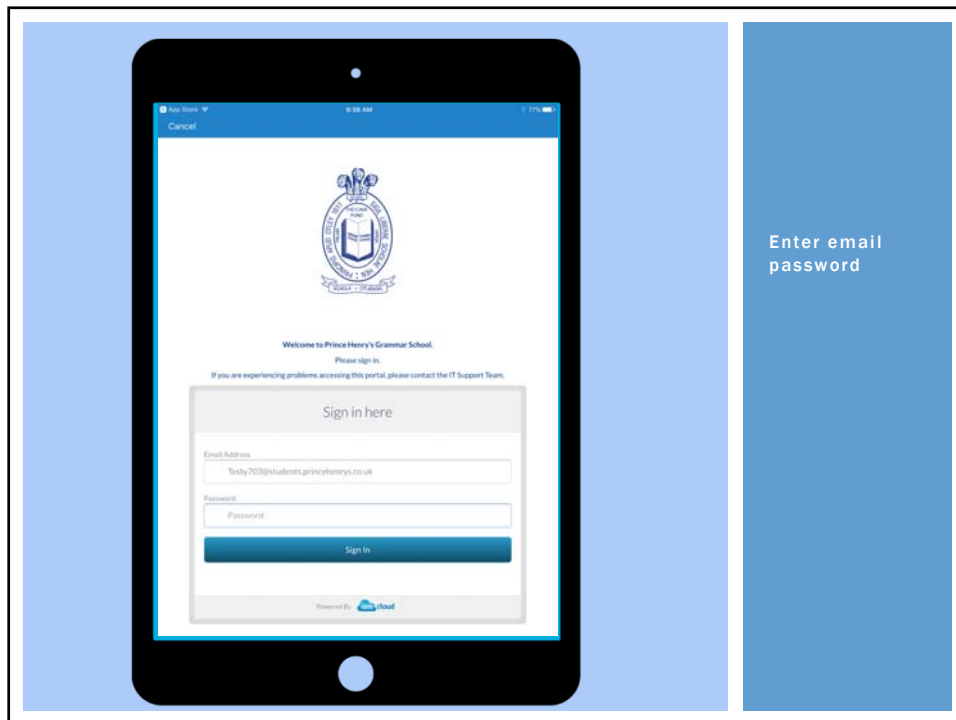 App Store
9:38 AM
77%
Cancel
Welcome to Prince Henry's Grammar School.
Please sign in.
If you are experiencing problems accessing this portal, please contact the IT Support Team.
Sign in here
Email Address
Testy703@students.princehenrys.co.uk
Password
Password
Sign In
Powered By cloud
Enter email
password